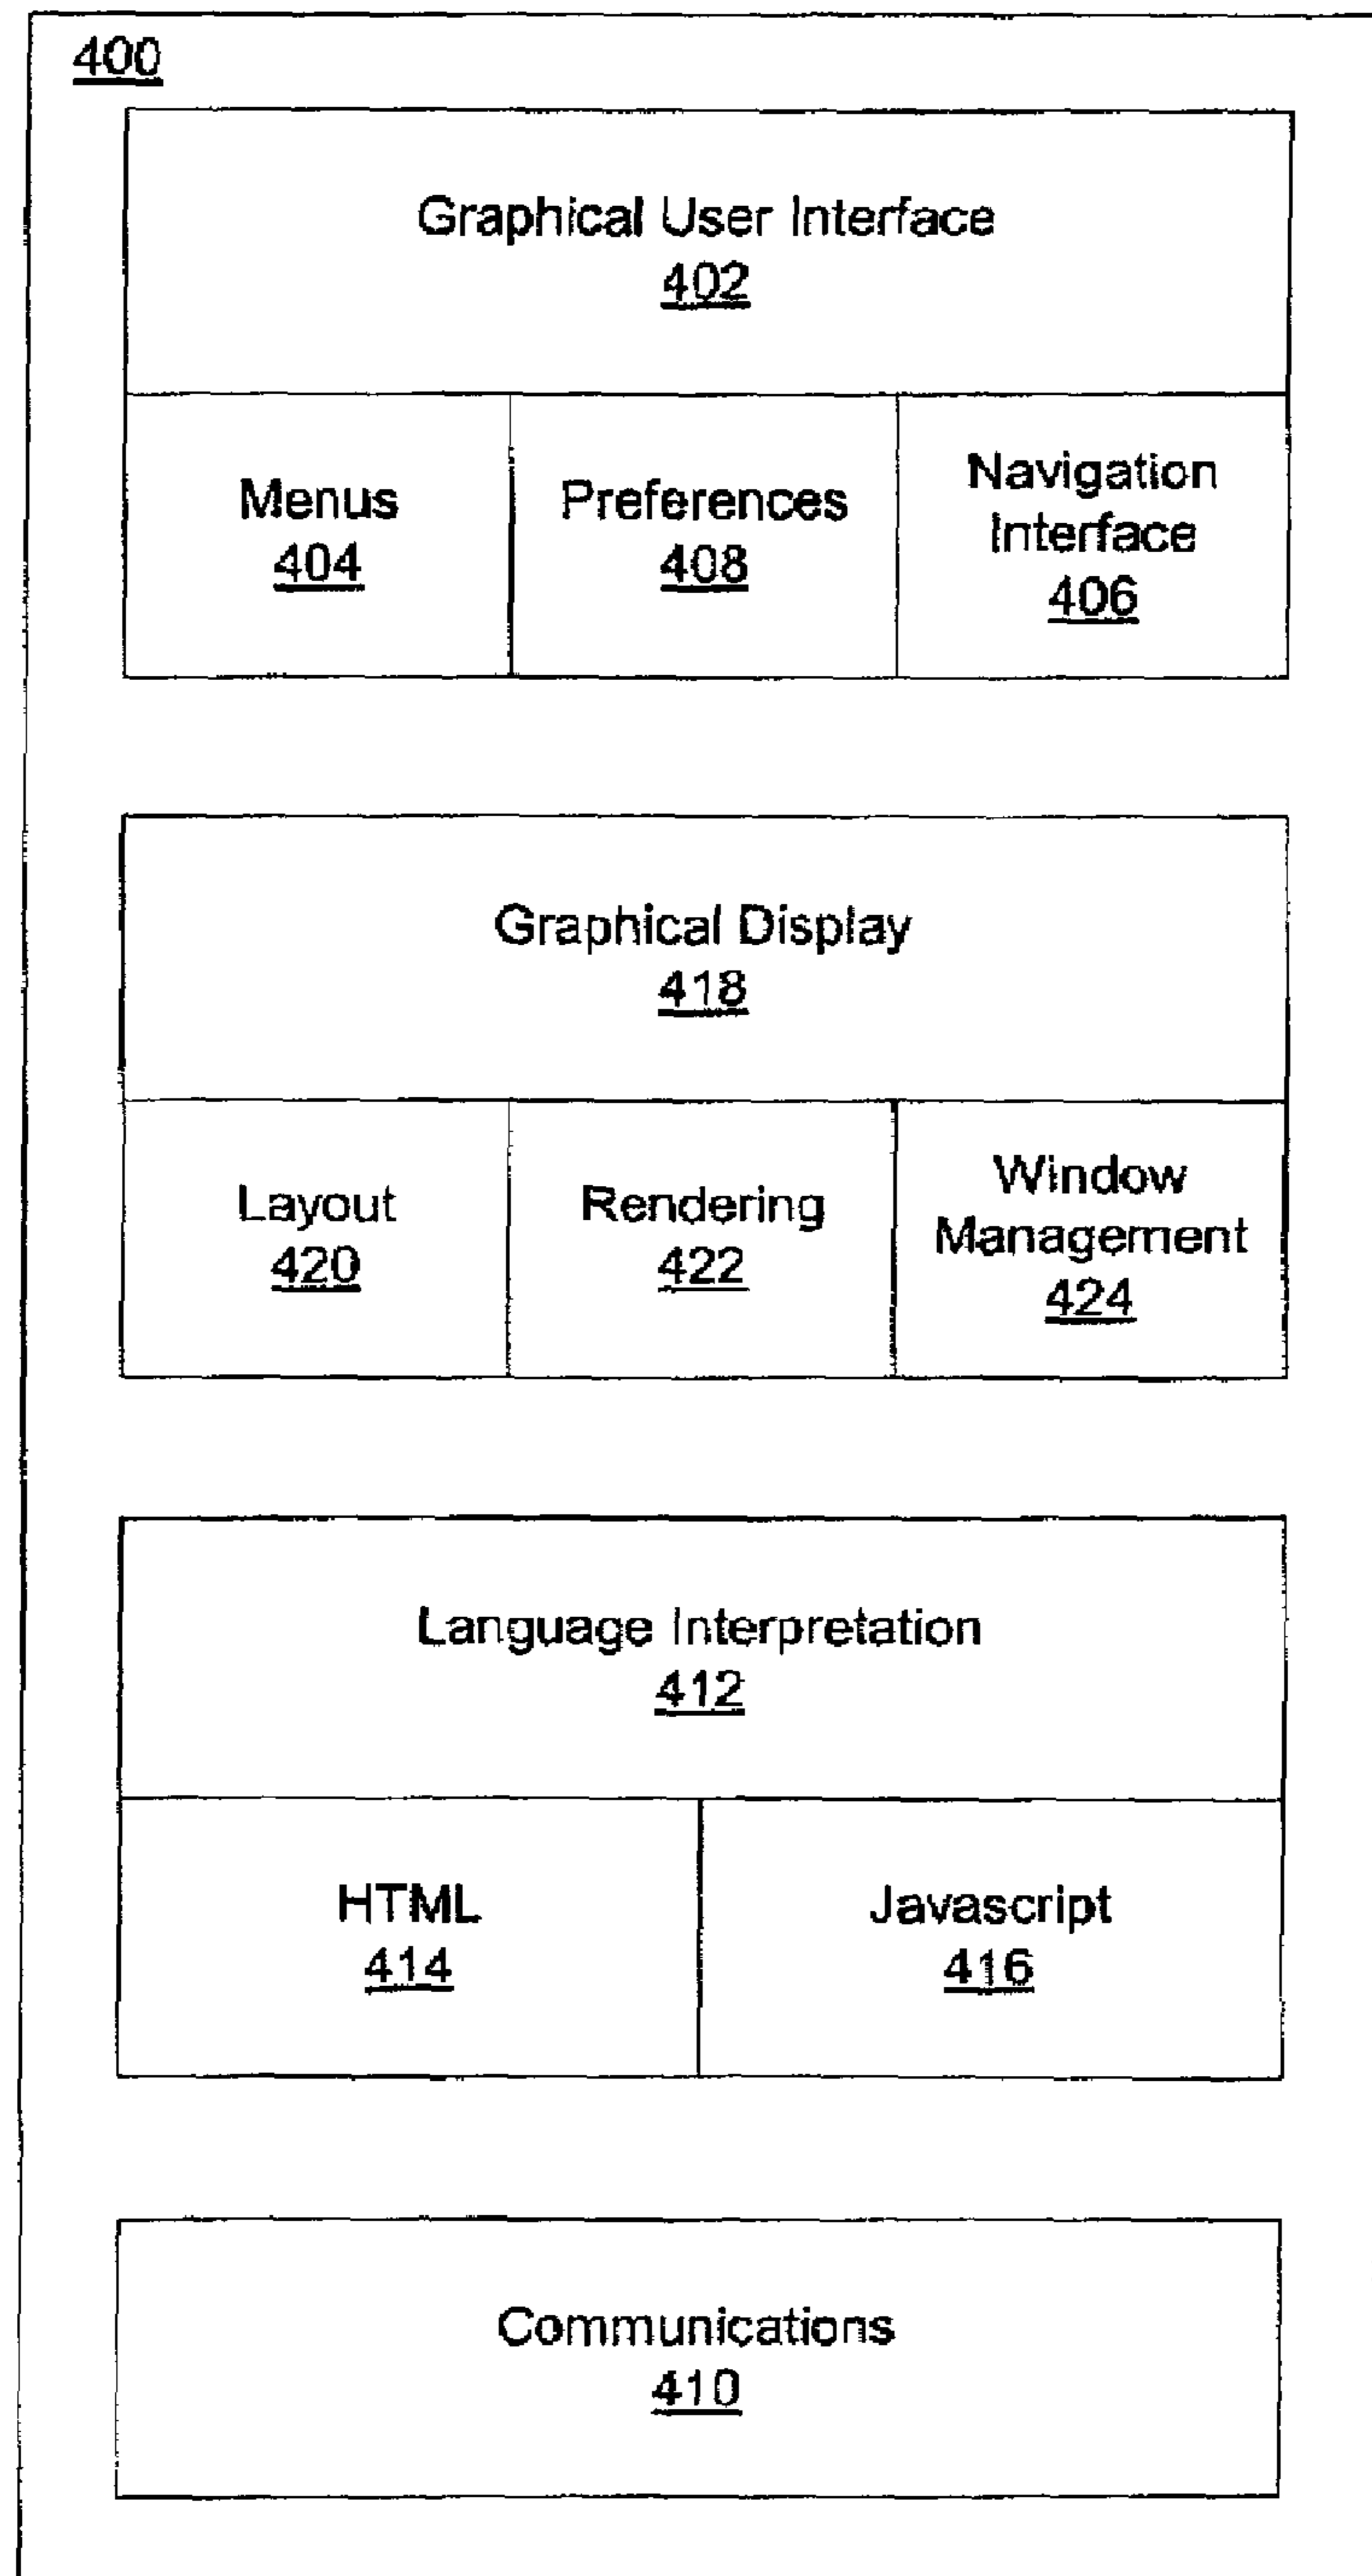 400
Graphical User Interface
402
Menus
404
Preferences
408
Navigation
Interface
406
Graphical Display
418
Layout
420
Rendering
422
Window
Management
424
Language Interpretation
412
HTML
414
Javascript
416
Communications
410